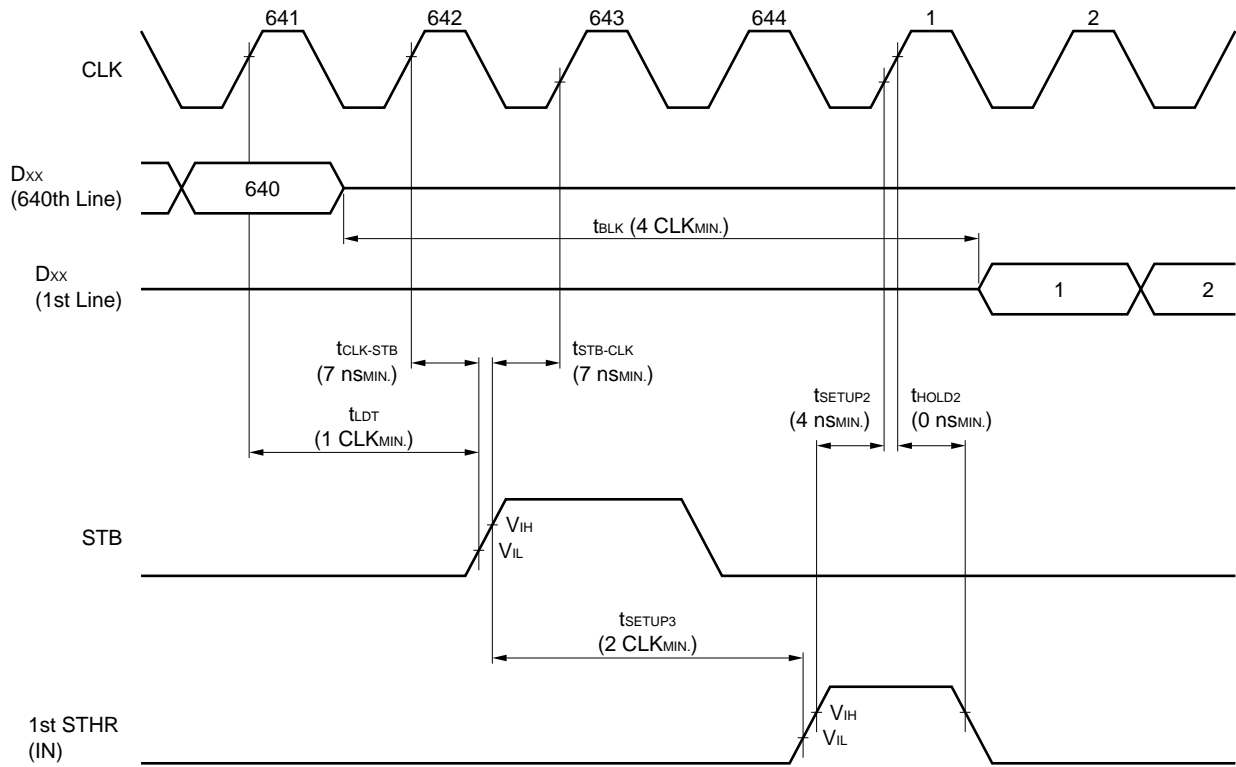 641 642 643 644 1 2
CLK
DXX
(640th Line)
640
tBLK (4 CLKMIN.)
DXX
(1st Line)
1 2
tCLK-STB
(7 nsMIN.)
tSTB-CLK
(7 nsMIN.)
tSETUP2
(4 nsMIN.)
tHOLD2
(0 nsMIN.)
tLDT
(1 CLKMIN.)
STB
VIH
VIL
tSETUP3
(2 CLKMIN.)
1st STHR
(IN)
VIH
VIL